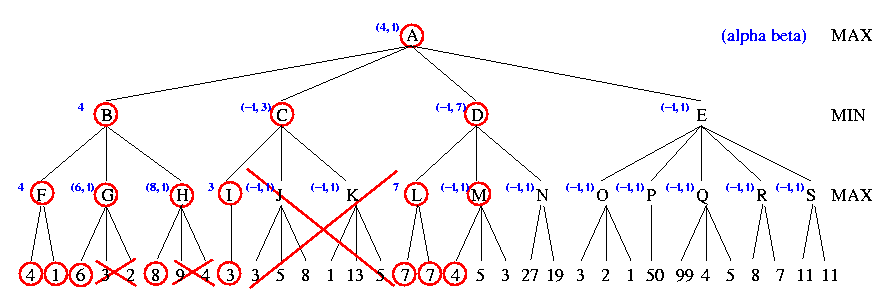 (4, 1) A (alpha beta) MAX
4 B (−1, 3) C (−1, 7) D (−1, 1) E MIN
4 F (6, 1) G (8, 1) H 3 I (−1, 1) J (−1, 1) K 7 L (−1, 1) M (−1, 1) N (−1, 1) O (−1, 1) P (−1, 1) Q (−1, 1) R (−1, 1) S MAX
4 1 6 3 2 8 9 4 3 3 5 8 1 13 5 7 7 4 5 3 27 19 3 2 1 50 99 4 5 8 7 11 11